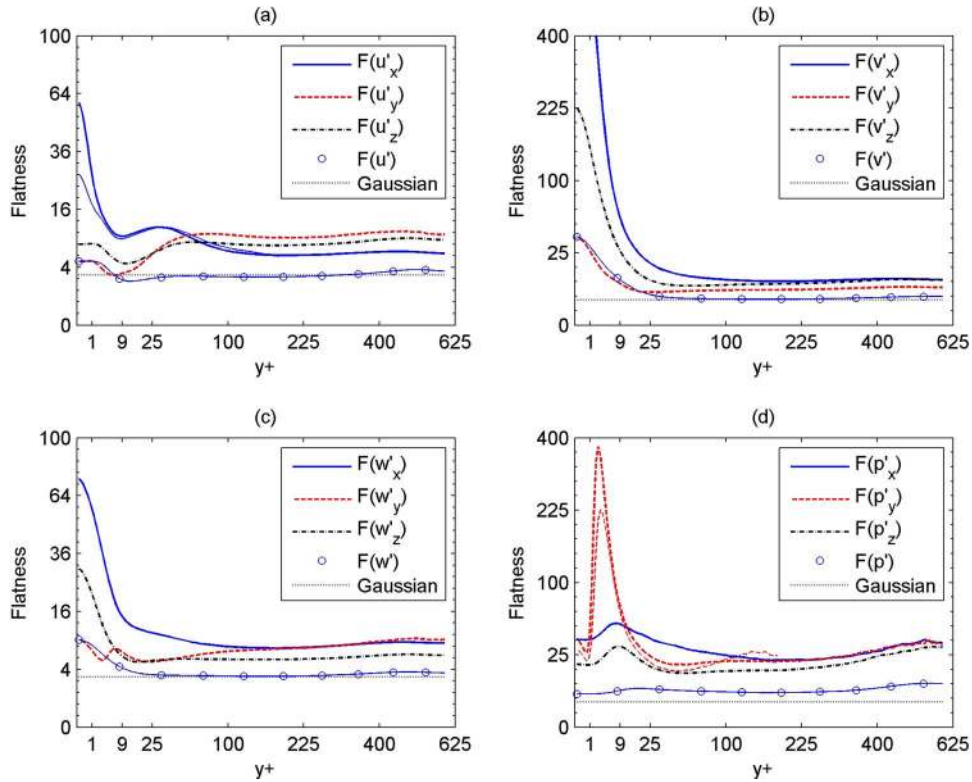 (a)
100
64
36
16
4
0
Flatness
F(u'x)
F(u'y)
F(u'z)
F(u')
Gaussian
1 9 25 100 225 400 625
y+
(b)
400
225
100
25
0
Flatness
F(v'x)
F(v'y)
F(v'z)
F(v')
Gaussian
1 9 25 100 225 400 625
y+
(c)
100
64
36
16
4
0
Flatness
F(w'x)
F(w'y)
F(w'z)
F(w')
Gaussian
1 9 25 100 225 400 625
y+
(d)
400
225
100
25
0
Flatness
F(p'x)
F(p'y)
F(p'z)
F(p')
Gaussian
1 9 25 100 225 400 625
y+